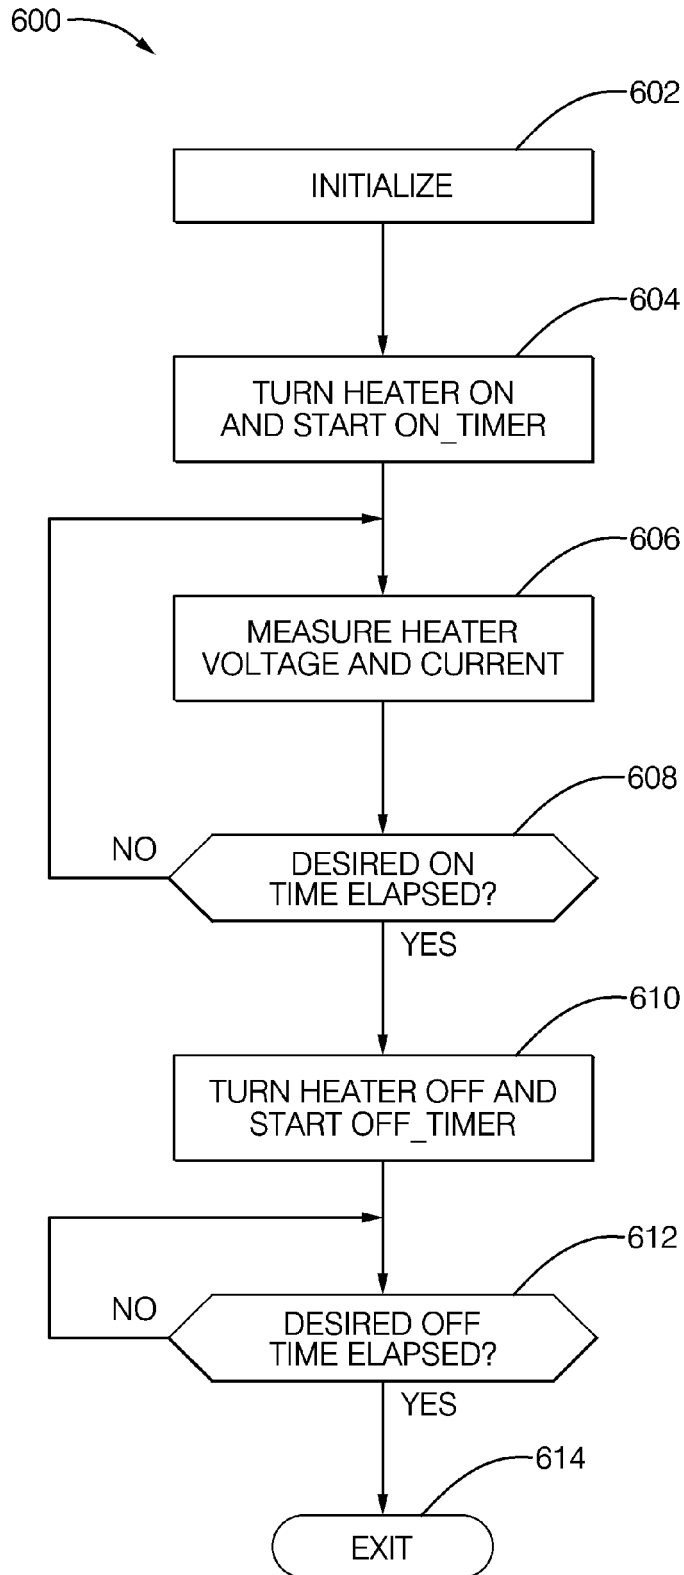 600
602
INITIALIZE
604
TURN HEATER ON
AND START ON_TIMER
606
MEASURE HEATER
VOLTAGE AND CURRENT
608
NO
DESIRED ON
TIME ELAPSED?
YES
610
TURN HEATER OFF AND
START OFF_TIMER
612
NO
DESIRED OFF
TIME ELAPSED?
YES
614
EXIT